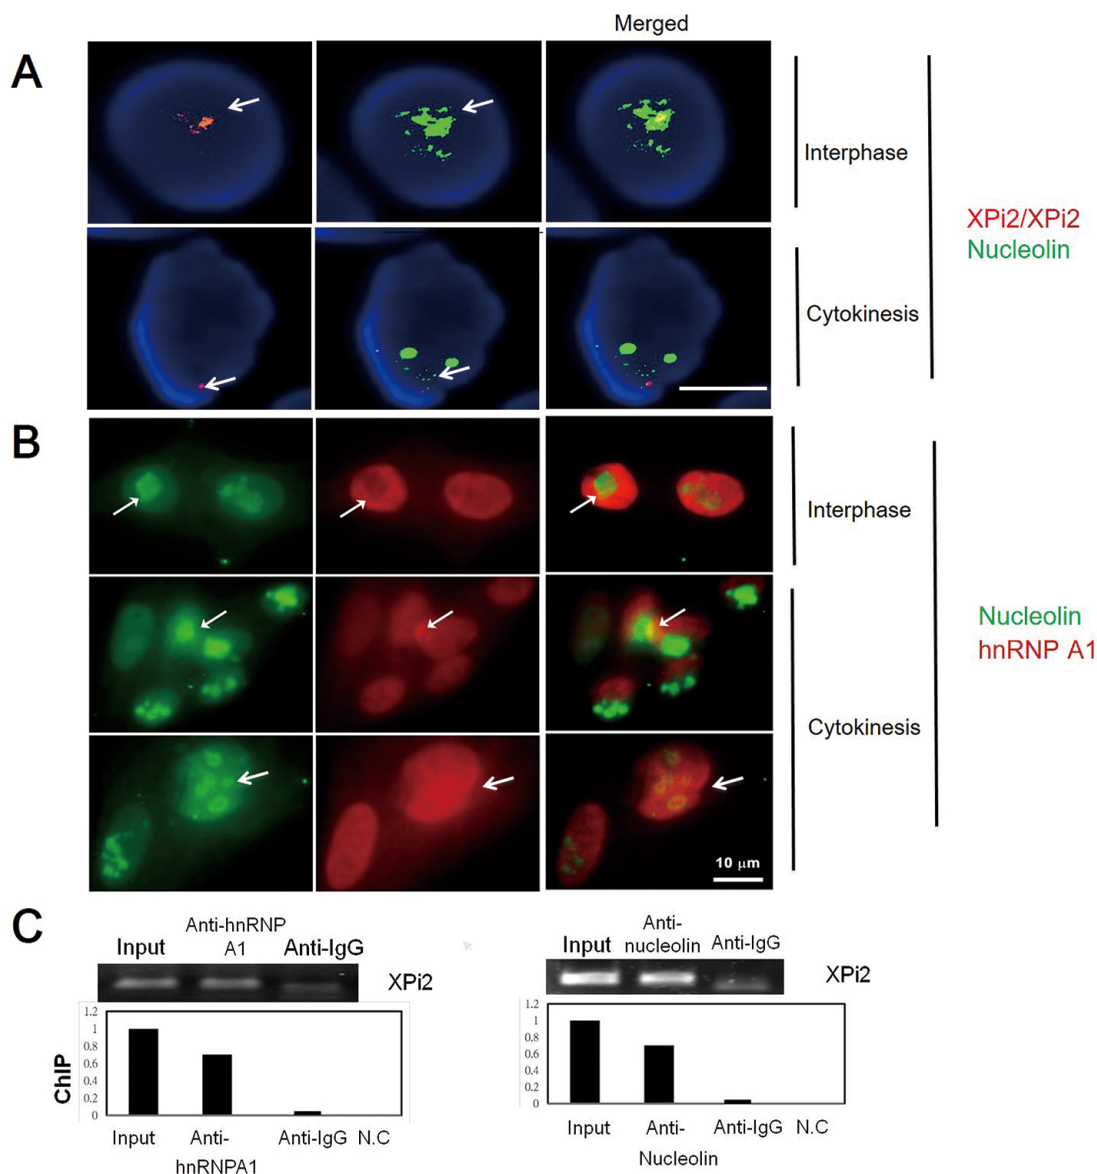 Merged
A
Interphase
XPi2/XPi2
Nucleolin
Cytokinesis
B
Interphase
Nucleolin
hnRNP A1
Cytokinesis
10 μm
C
Input
Anti-hnRNP
A1
Anti-IgG
XPi2
ChIP
1.2
1
0.8
0.6
0.4
0.2
0
Input
Anti-
hnRNPA1
Anti-IgG
N.C
Input
Anti-
nucleolin
Anti-IgG
XPi2
1.2
1
0.8
0.6
0.4
0.2
0
Input
Anti-
Nucleolin
Anti-IgG
N.C